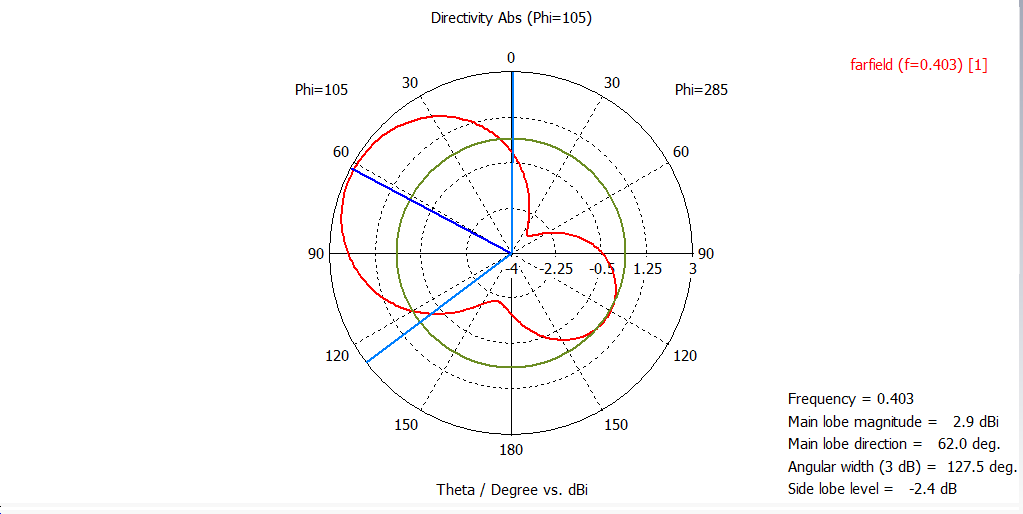 Directivity Abs (Phi=105)
farfield (f=0.403) [1]
0
30
30
Phi=105
Phi=285
60
60
90
90
-4
-2.25
-0.5
1.25
3
120
120
150
150
180
Frequency = 0.403
Main lobe magnitude = 2.9 dBi
Main lobe direction = 62.0 deg.
Angular width (3 dB) = 127.5 deg.
Side lobe level = -2.4 dB
Theta / Degree vs. dBi